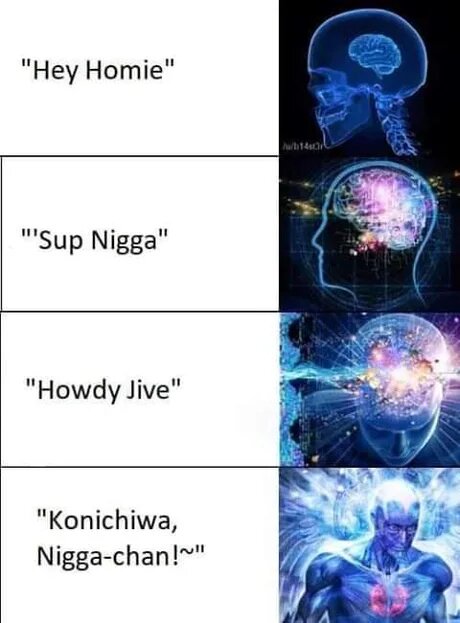 "Hey Homie"
"'Sup Nigga"
"Howdy Jive"
"Konichiwa,
Nigga-chan!~"